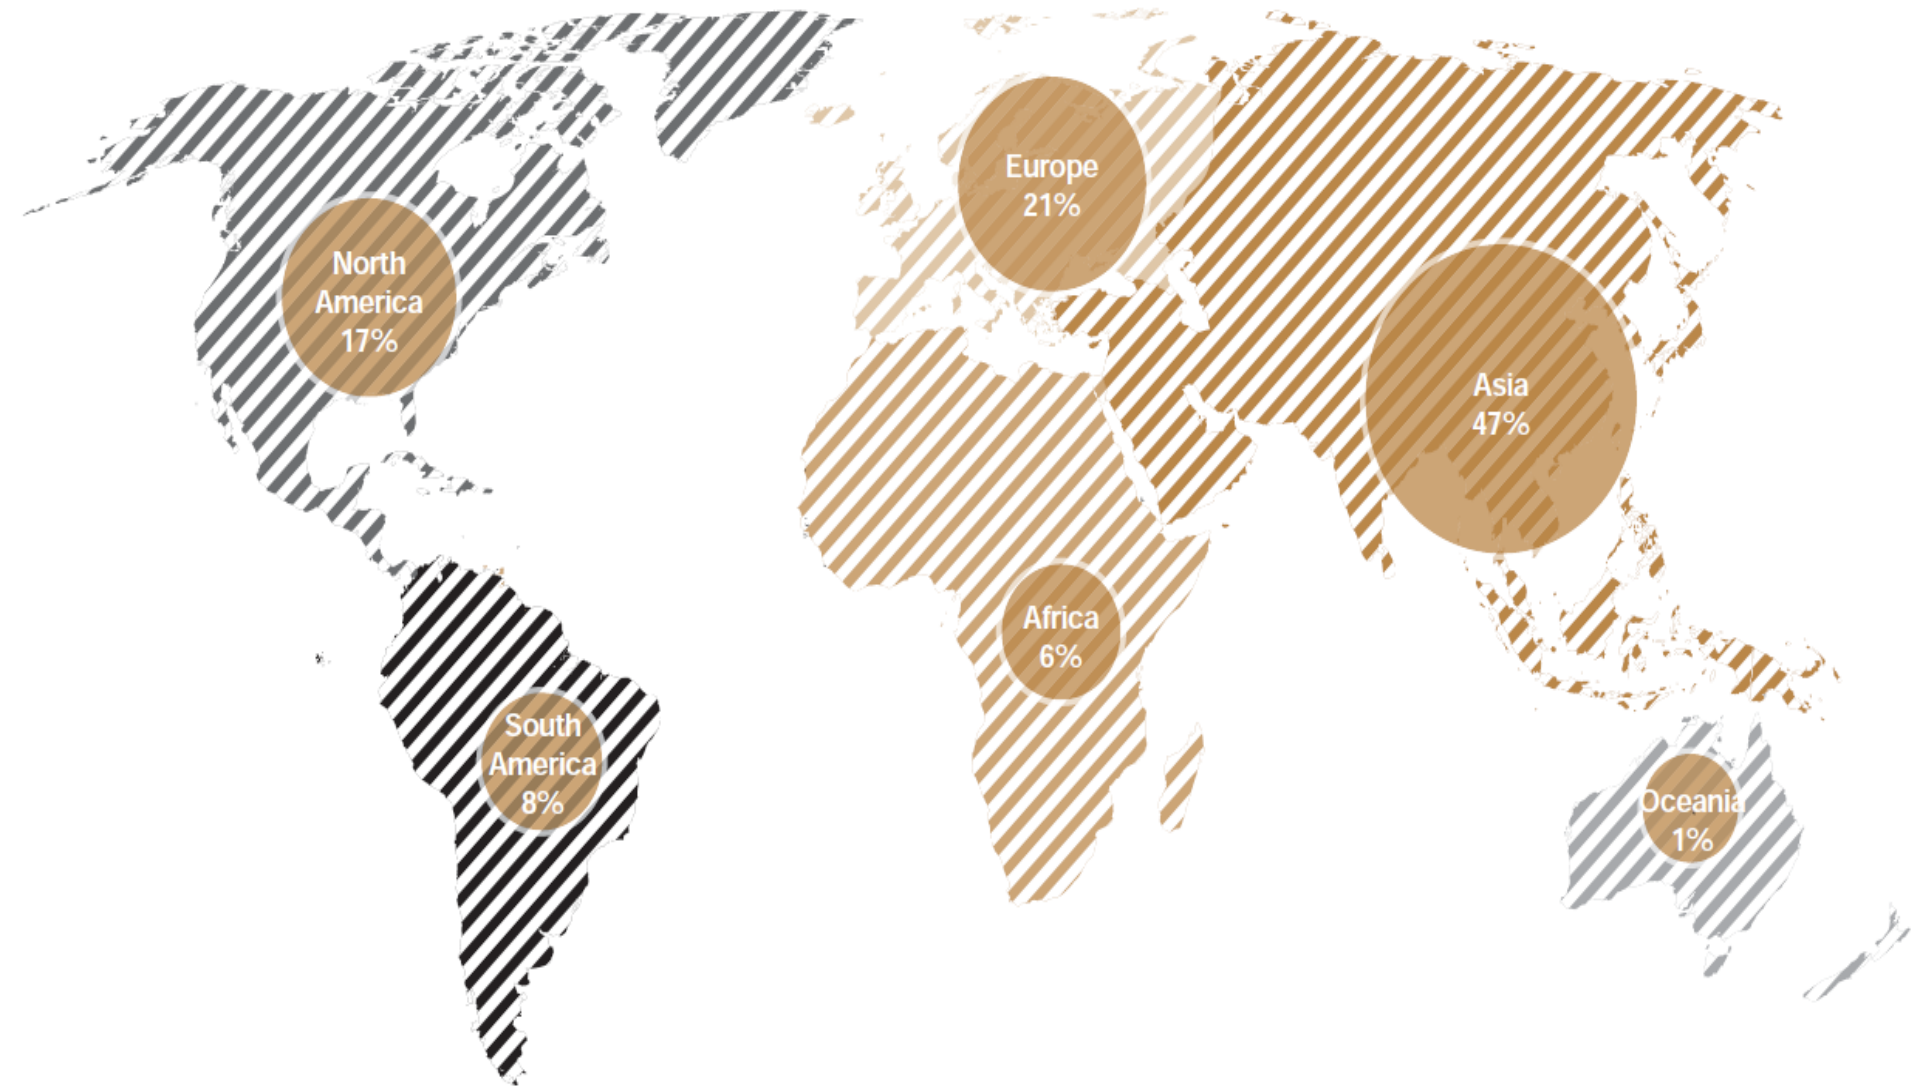 Europe
21%
North
America
17%
Asia
47%
Africa
6%
South
America
8%
Oceania
1%